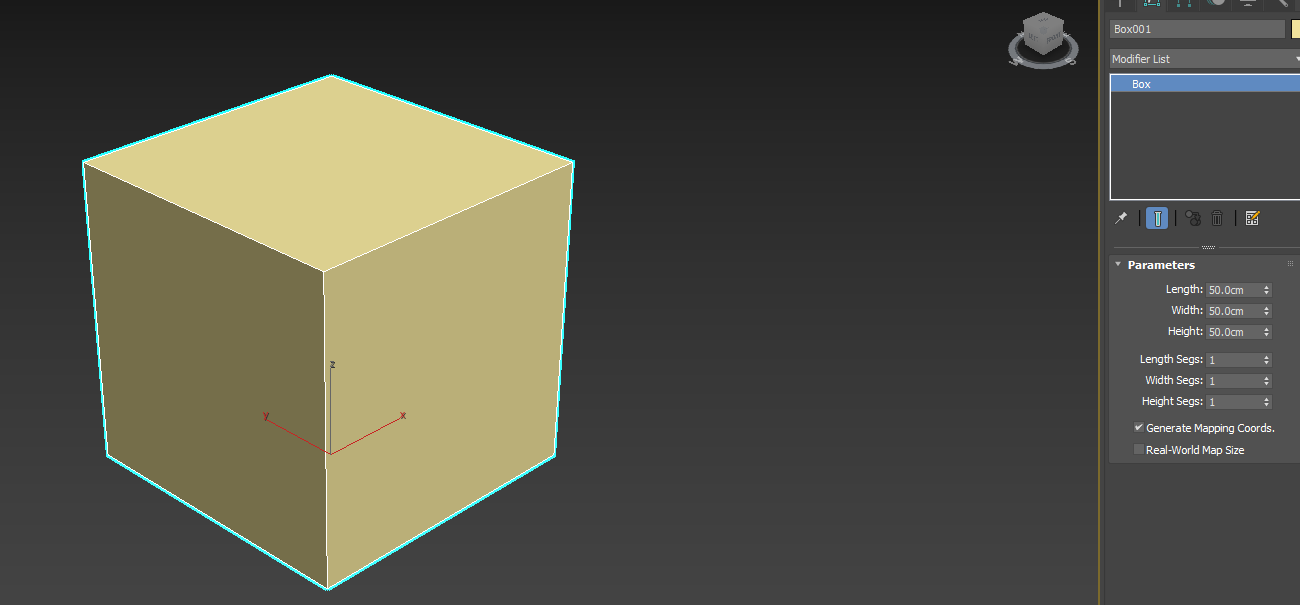 Box001
Modifier List
Box
Parameters
Length: 50.0cm
Width: 50.0cm
Height: 50.0cm
Length Segs: 1
Width Segs: 1
Height Segs: 1
Generate Mapping Coords.
Real-World Map Size
z
y
x